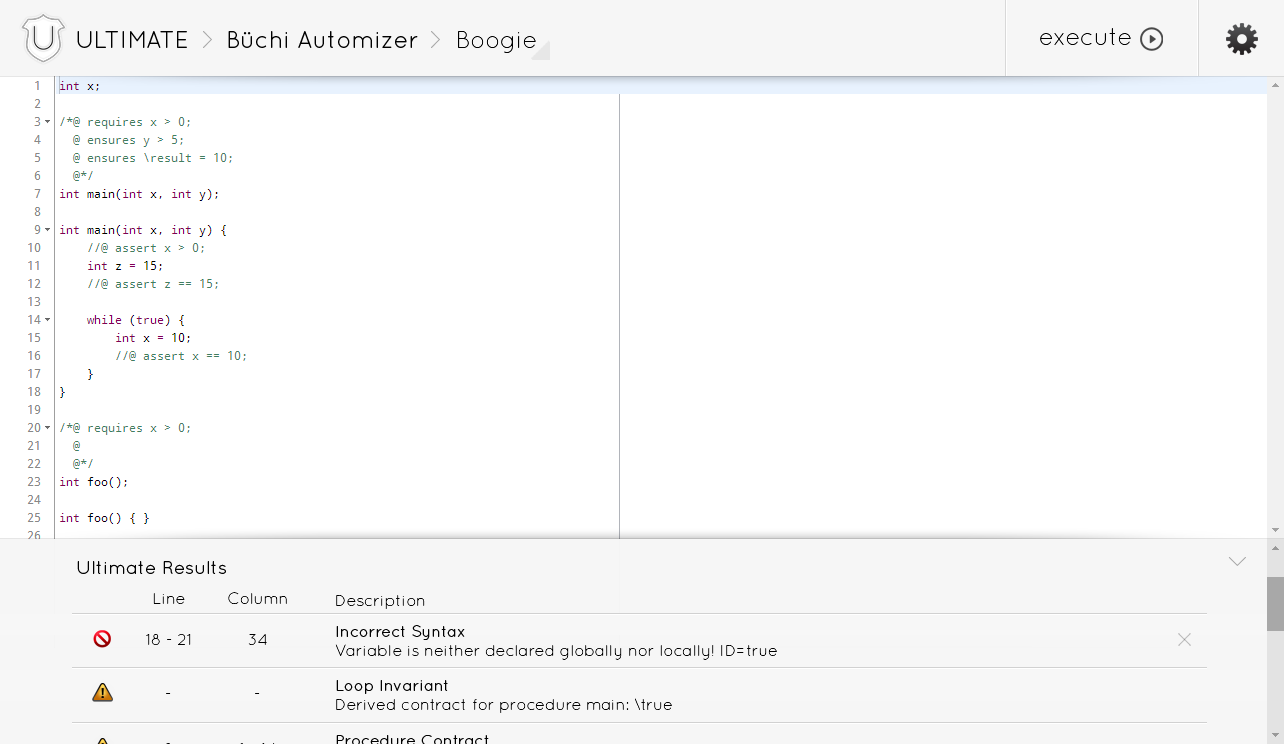 ULTIMATE > Büchi Automizer > Boogie
execute
1 int x;
2
3 /*@ requires x > 0;
4 @ ensures y > 5;
5 @ ensures \result = 10;
6 @*/
7 int main(int x, int y);
8
9 int main(int x, int y) {
10 //@ assert x > 0;
11 int z = 15;
12 //@ assert z == 15;
13
14 while (true) {
15 int x = 10;
16 //@ assert x == 10;
17 }
18 }
19
20 /*@ requires x > 0;
21 @
22 @*/
23 int foo();
24
25 int foo() { }
26
Ultimate Results
Line Column Description
18 - 21 34 Incorrect Syntax
Variable is neither declared globally nor locally! ID=true
- - Loop Invariant
Derived contract for procedure main: \true
Procedure Contract